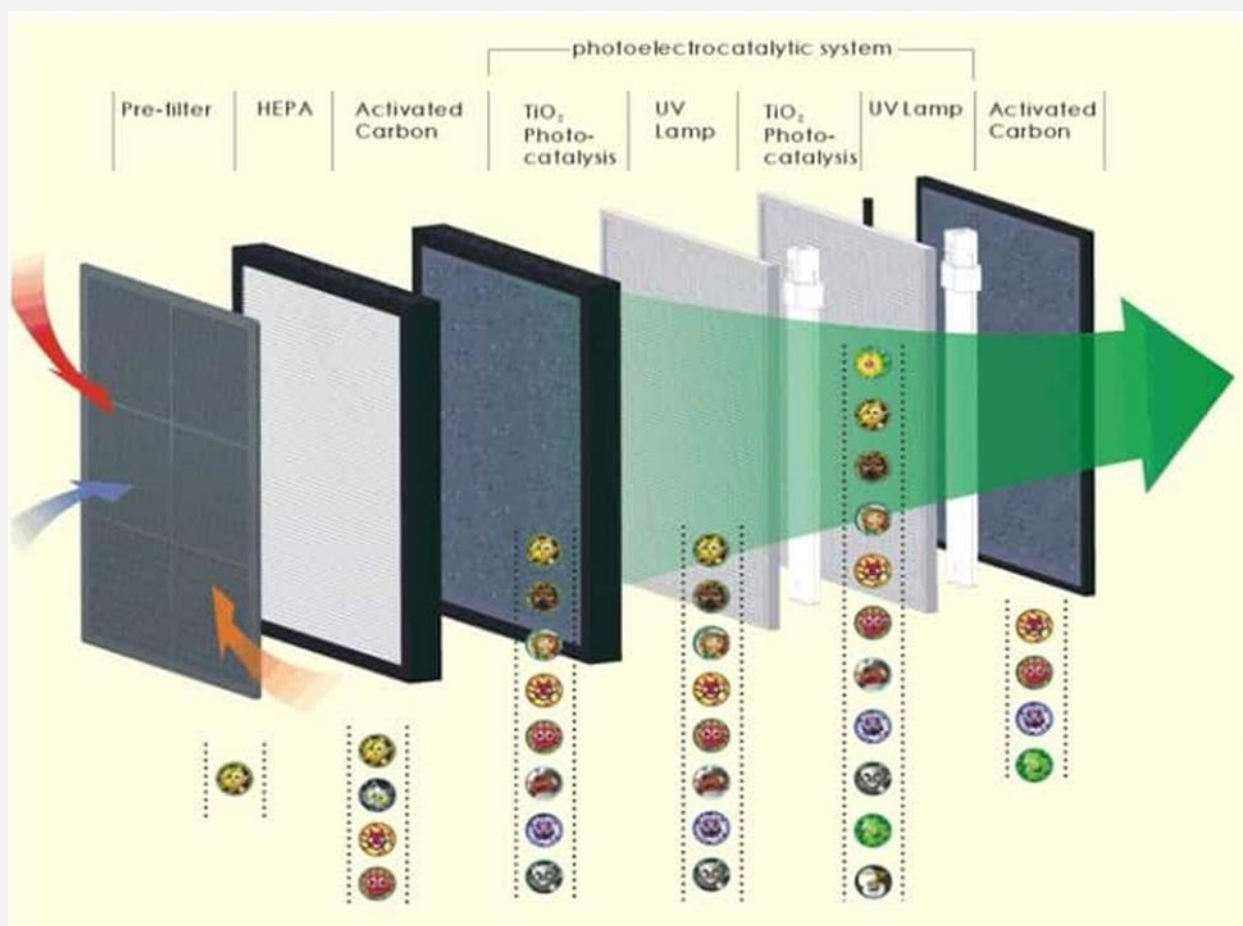 photoelectrocatalytic system
Pre-filter
HEPA
Activated
Carbon
TiO₂
Photo-
catalysis
UV
Lamp
TiO₂
Photo-
catalysis
UV Lamp
Activated
Carbon